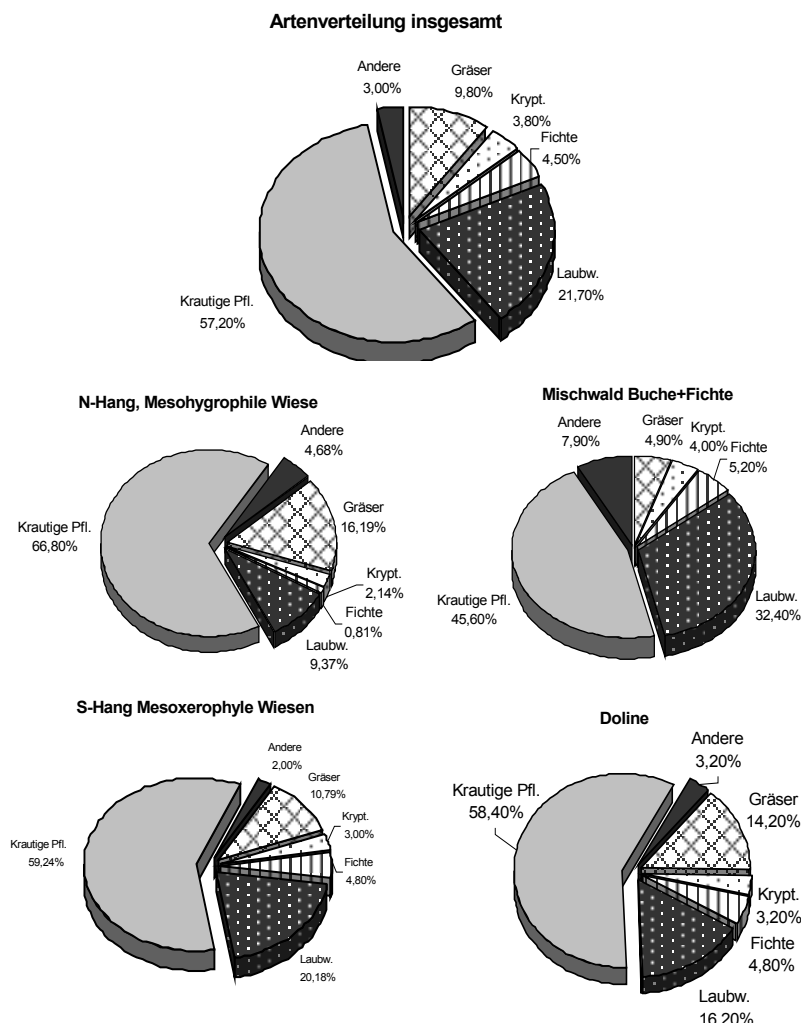 Artenverteilung insgesamt
Andere
3,00%
Gräser
9,80%
Krypt.
3,80%
Fichte
4,50%
Laubw.
21,70%
Krautige Pfl.
57,20%
N-Hang, Mesohygrophile Wiese
Andere
4,68%
Gräser
16,19%
Krypt.
2,14%
Fichte
0,81%
Laubw.
9,37%
Krautige Pfl.
66,80%
Mischwald Buche+Fichte
Andere
7,90%
Gräser
4,90%
Krypt.
4,00%
Fichte
5,20%
Laubw.
32,40%
Krautige Pfl.
45,60%
S-Hang Mesoxerophyle Wiesen
Andere
2,00%
Gräser
10,79%
Krypt.
3,00%
Fichte
4,80%
Laubw.
20,18%
Krautige Pfl.
59,24%
Doline
Andere
3,20%
Gräser
14,20%
Krypt.
3,20%
Fichte
4,80%
Laubw.
16,20%
Krautige Pfl.
58,40%